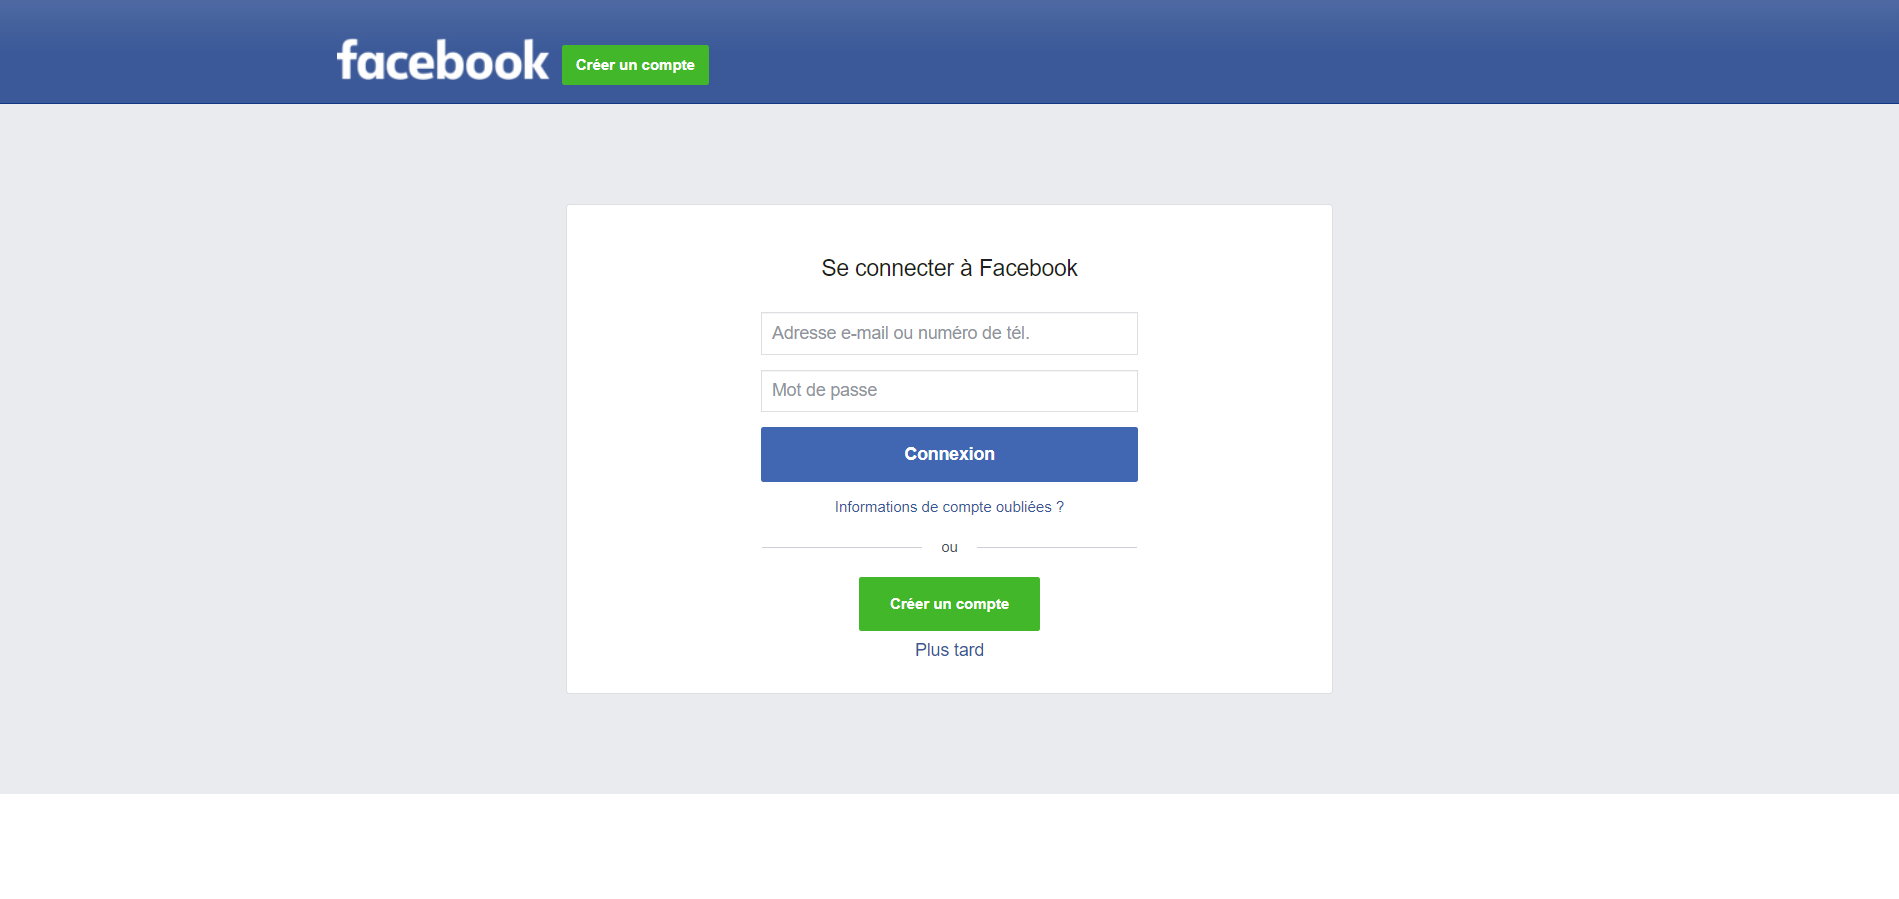 facebook Créer un compte
Se connecter à Facebook
Adresse e-mail ou numéro de tél.
Mot de passe
Connexion
Informations de compte oubliées ?
ou
Créer un compte
Plus tard